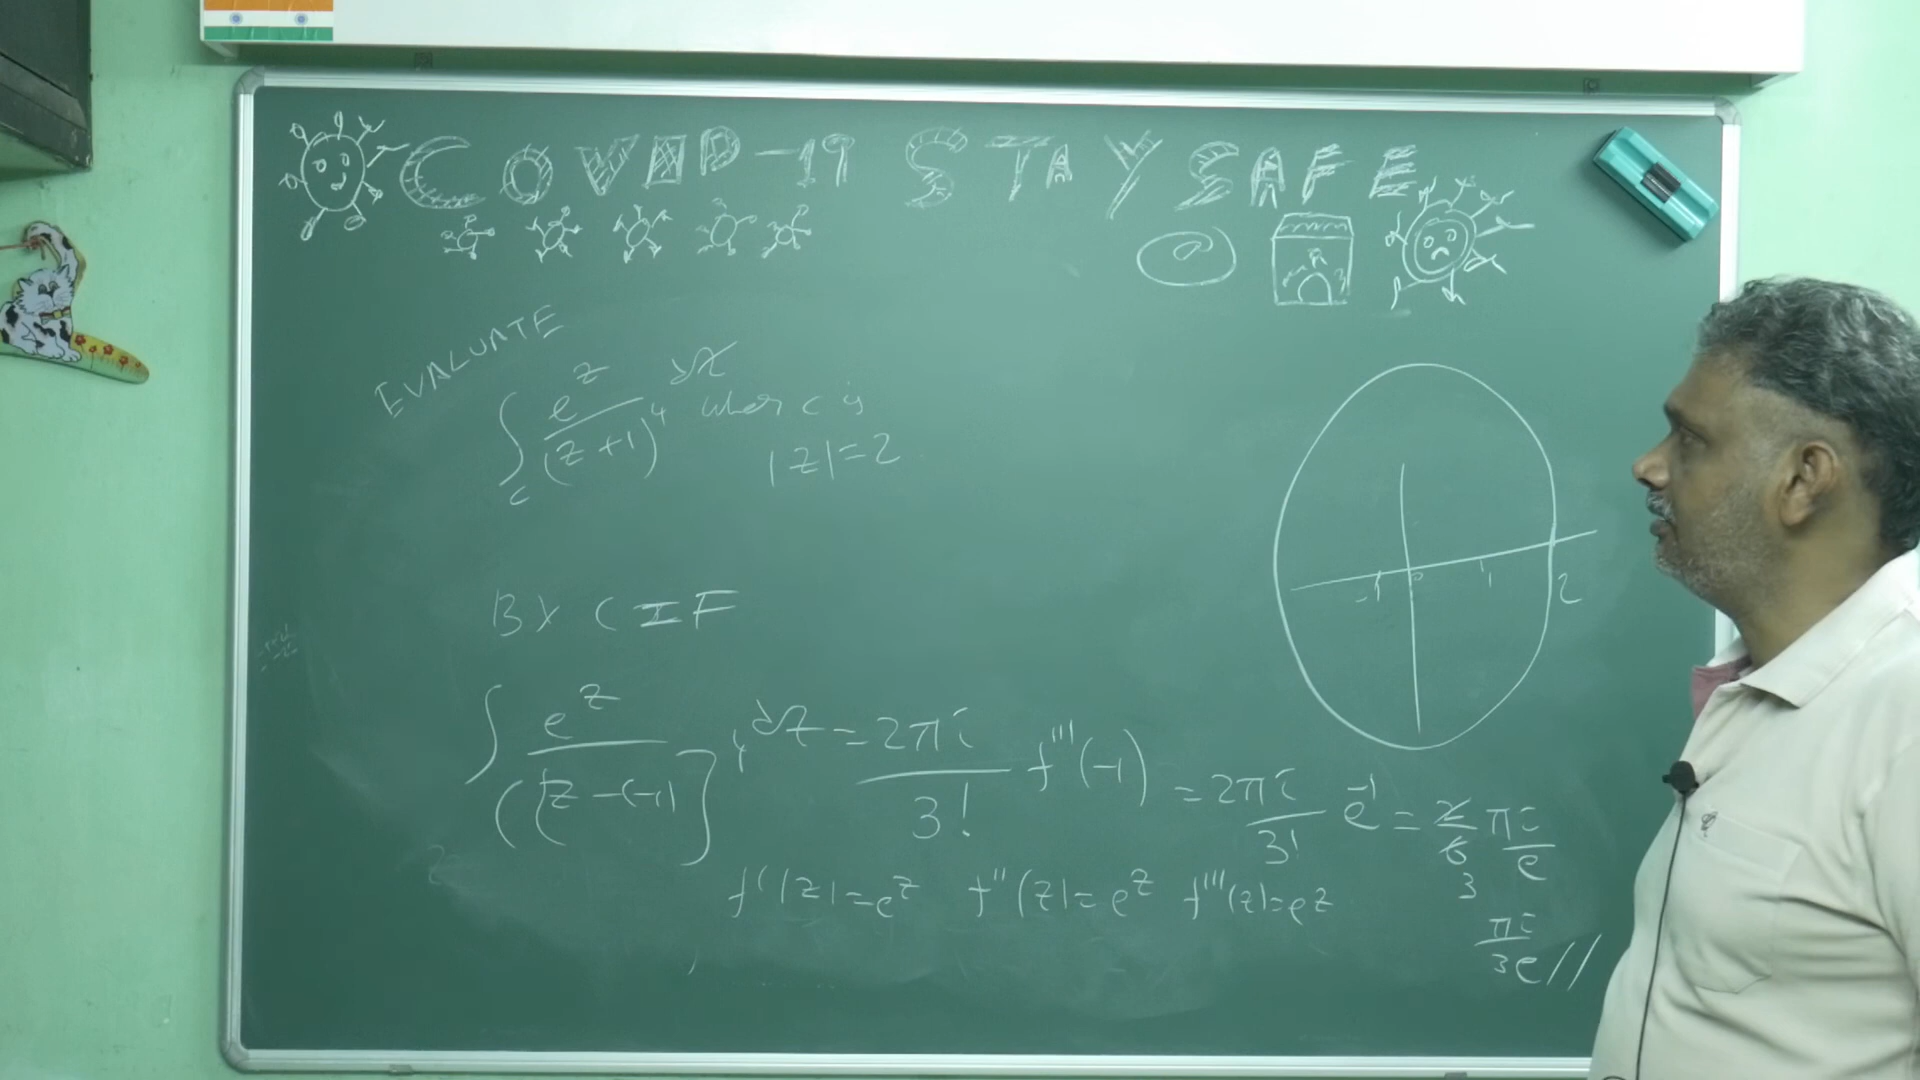 COVID-19 STAY SAFE
EVALUATE
∫_C e^z/(z+1)^4 dz where c is
|z|=2
-1 0 1 2
BY CIF
∫ e^z/([z-(-1)]^4 dz = 2πi/3! f'''(-1) = 2πi/3! e^-1 = 2/6 πi/e
3
f'(z)=e^z f''(z)=e^z f'''(z)=e^z
πi/3e //